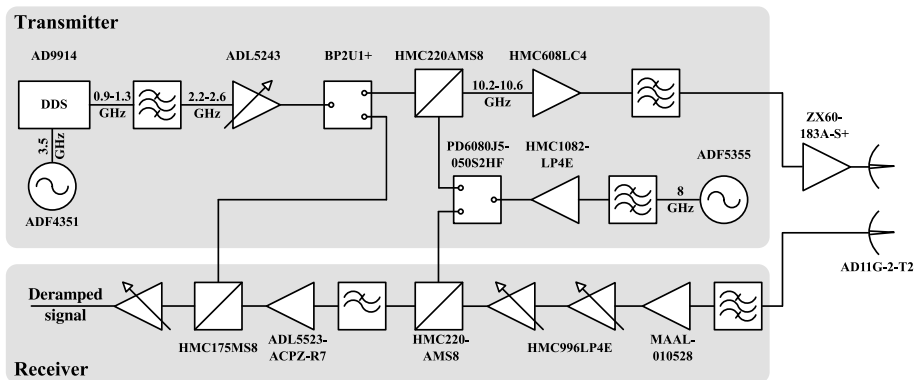 Transmitter
AD9914
ADL5243
BP2U1+
HMC220AMS8
HMC608LC4
DDS
0.9-1.3
GHz
2.2-2.6
GHz
10.2-10.6
GHz
ZX60-
183A-S+
3.5
GHz
PD6080J5-
050S2HF
HMC1082-
LP4E
ADF5355
8
GHz
ADF4351
AD11G-2-T2
Deramped
signal
HMC175MS8
ADL5523-
ACPZ-R7
HMC220-
AMS8
HMC996LP4E
MAAL-
010528
Receiver